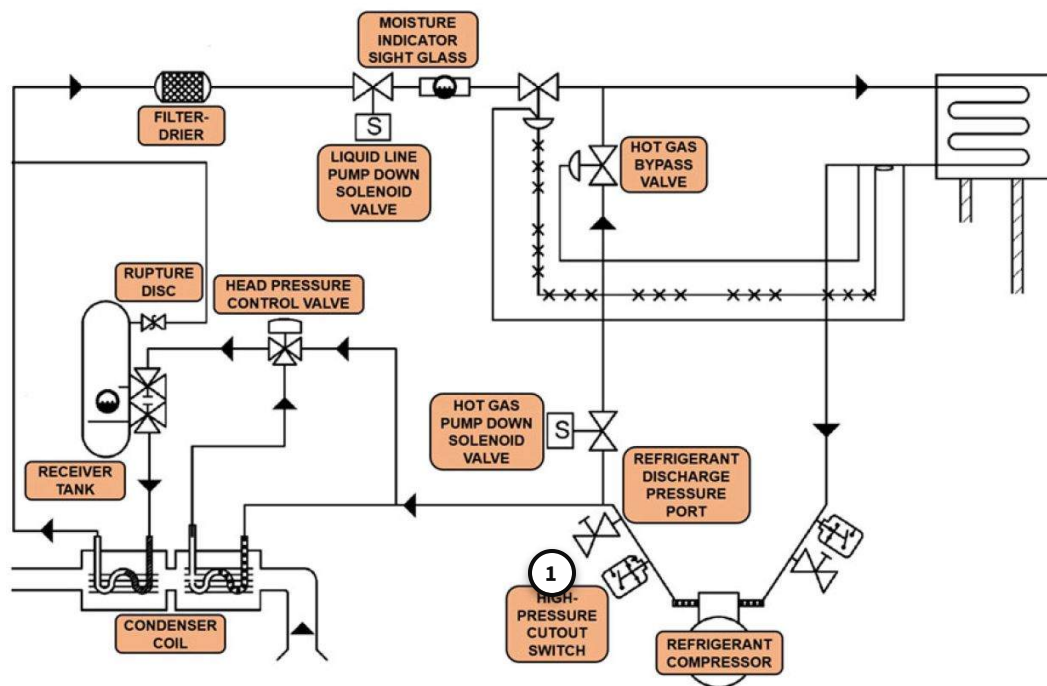 MOISTURE
INDICATOR
SIGHT GLASS
FILTER-
DRIER
S
LIQUID LINE
PUMP DOWN
SOLENOID
VALVE
HOT GAS
BYPASS
VALVE
RUPTURE
DISC
HEAD PRESSURE
CONTROL VALVE
HOT GAS
PUMP DOWN
SOLENOID
VALVE
S
RECEIVER
TANK
REFRIGERANT
DISCHARGE
PRESSURE
PORT
1
HIGH-
PRESSURE
CUTOUT
SWITCH
CONDENSER
COIL
REFRIGERANT
COMPRESSOR